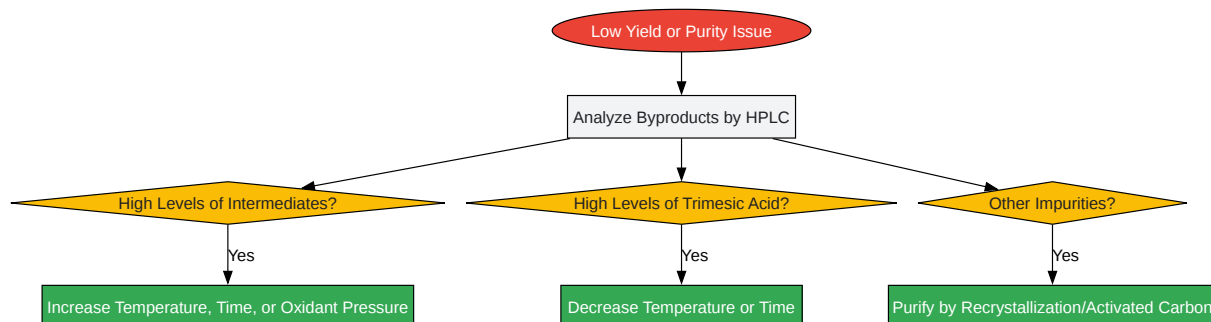 Low Yield or Purity Issue
Analyze Byproducts by HPLC
High Levels of Intermediates?
High Levels of Trimesic Acid?
Other Impurities?
Yes
Yes
Yes
Increase Temperature, Time, or Oxidant Pressure
Decrease Temperature or Time
Purify by Recrystallization/Activated Carbon